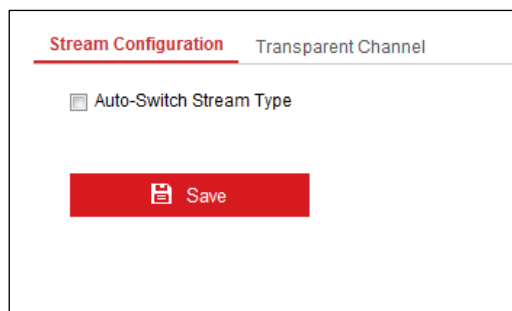 Stream Configuration Transparent Channel
Auto-Switch Stream Type
Save